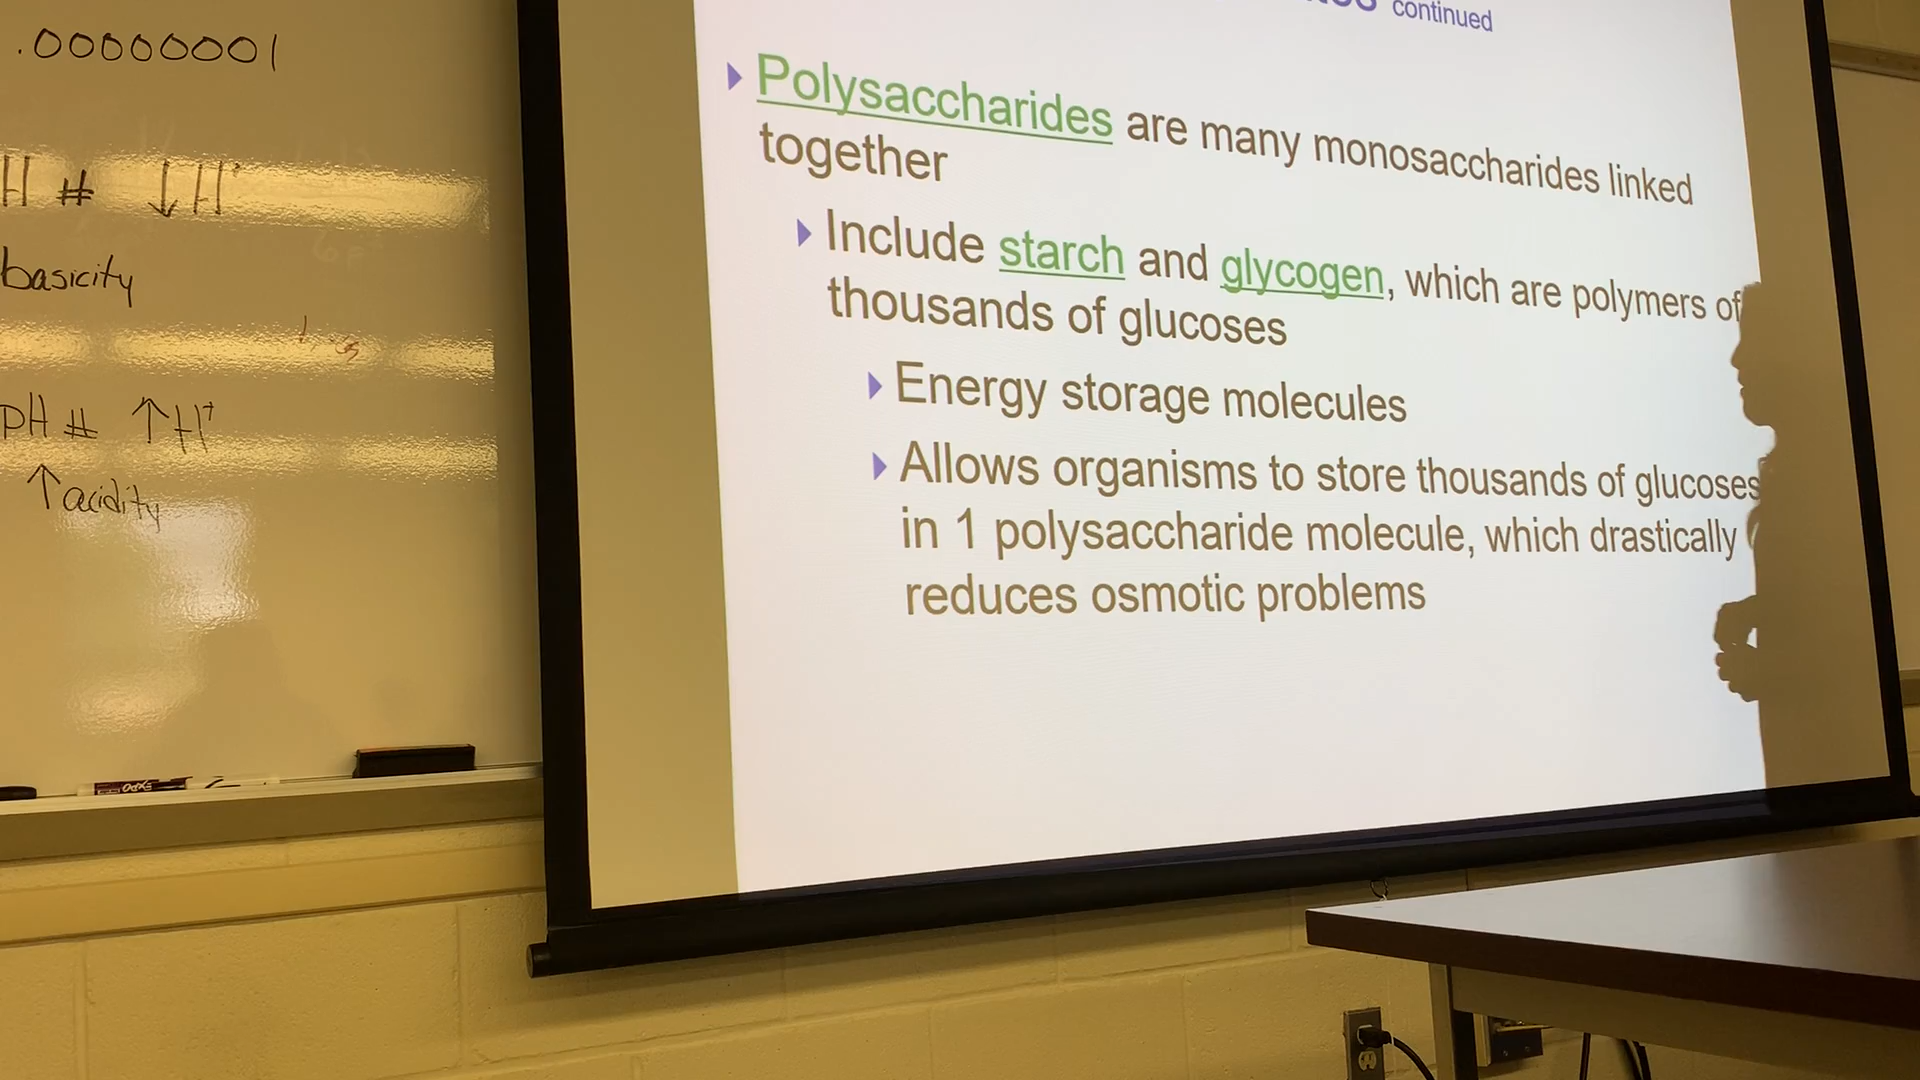 .00000001
H # ↓H+
basicity
pH # ↑H+
↑acidity
EXPO
continued
Polysaccharides are many monosaccharides linked
together
Include starch and glycogen, which are polymers of
thousands of glucoses
Energy storage molecules
Allows organisms to store thousands of glucoses
in 1 polysaccharide molecule, which drastically
reduces osmotic problems